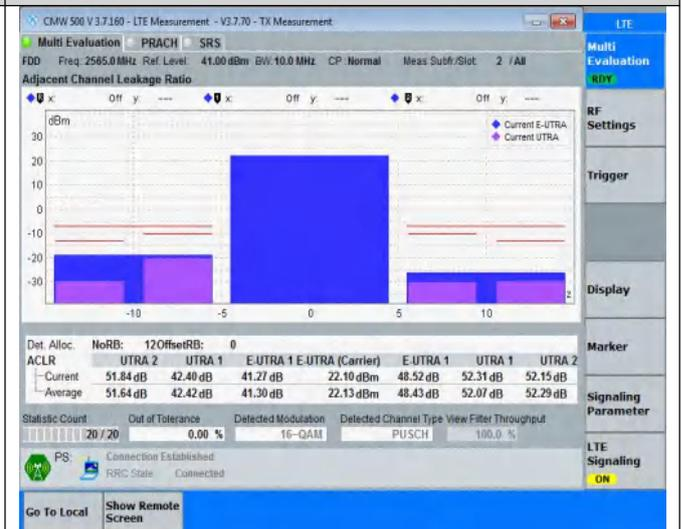 CMW 500 V 3.7.160 - LTE Measurement - V3.7.70 - TX Measurement
LTE
Multi Evaluation PRACH SRS
Multi Evaluation
RDY
FDD Freq: 2565.0 MHz Ref. Level: 41.00 dBm BW: 10.0 MHz CP :Normal Meas Subfr./Slot: 2 / All
Adjacent Channel Leakage Ratio
x: Off y: --- x: Off y: --- x: Off y: ---
dBm
Current E-UTRA
Current UTRA
30
20
10
0
-10
-20
-30
-10 -5 0 5 10
RF Settings
Trigger
Display
Marker
Signaling Parameter
LTE Signaling
ON
Det. Alloc. NoRB: 12 OffsetRB: 0
ACLR UTRA 2 UTRA 1 E-UTRA 1 E-UTRA (Carrier) E-UTRA 1 UTRA 1 UTRA 2
Current 51.84 dB 42.40 dB 41.27 dB 22.10 dBm 48.52 dB 52.31 dB 52.15 dB
Average 51.64 dB 42.42 dB 41.30 dB 22.13 dBm 48.43 dB 52.07 dB 52.29 dB
Statistic Count Out of Tolerance Detected Modulation Detected Channel Type View Filter Throughput
20 / 20 0.00 % 16-QAM PUSCH 100.0 %
PS: Connection Established
RRC State Connected
Go To Local
Show Remote Screen